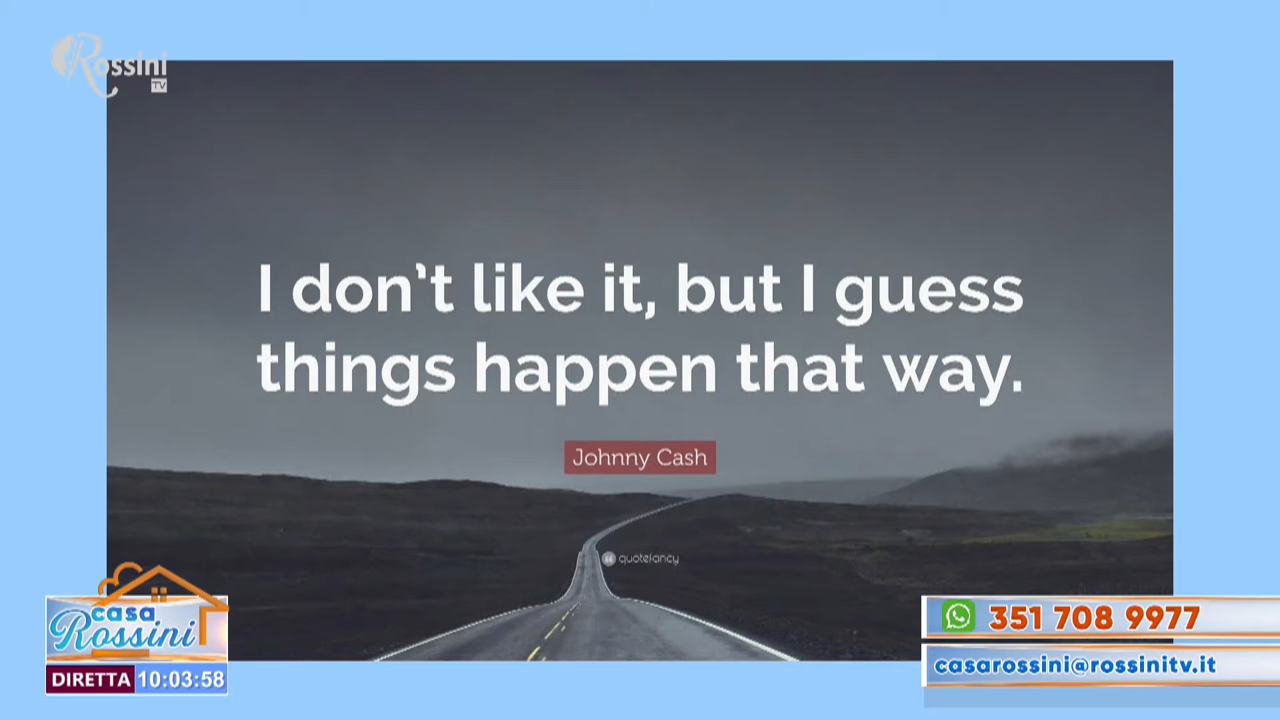 Rossini
TV
I don’t like it, but I guess
things happen that way.
Johnny Cash
quotefancy
casa
Rossini
DIRETTA 10:03:58
351 708 9977
casarossini@rossinitv.it